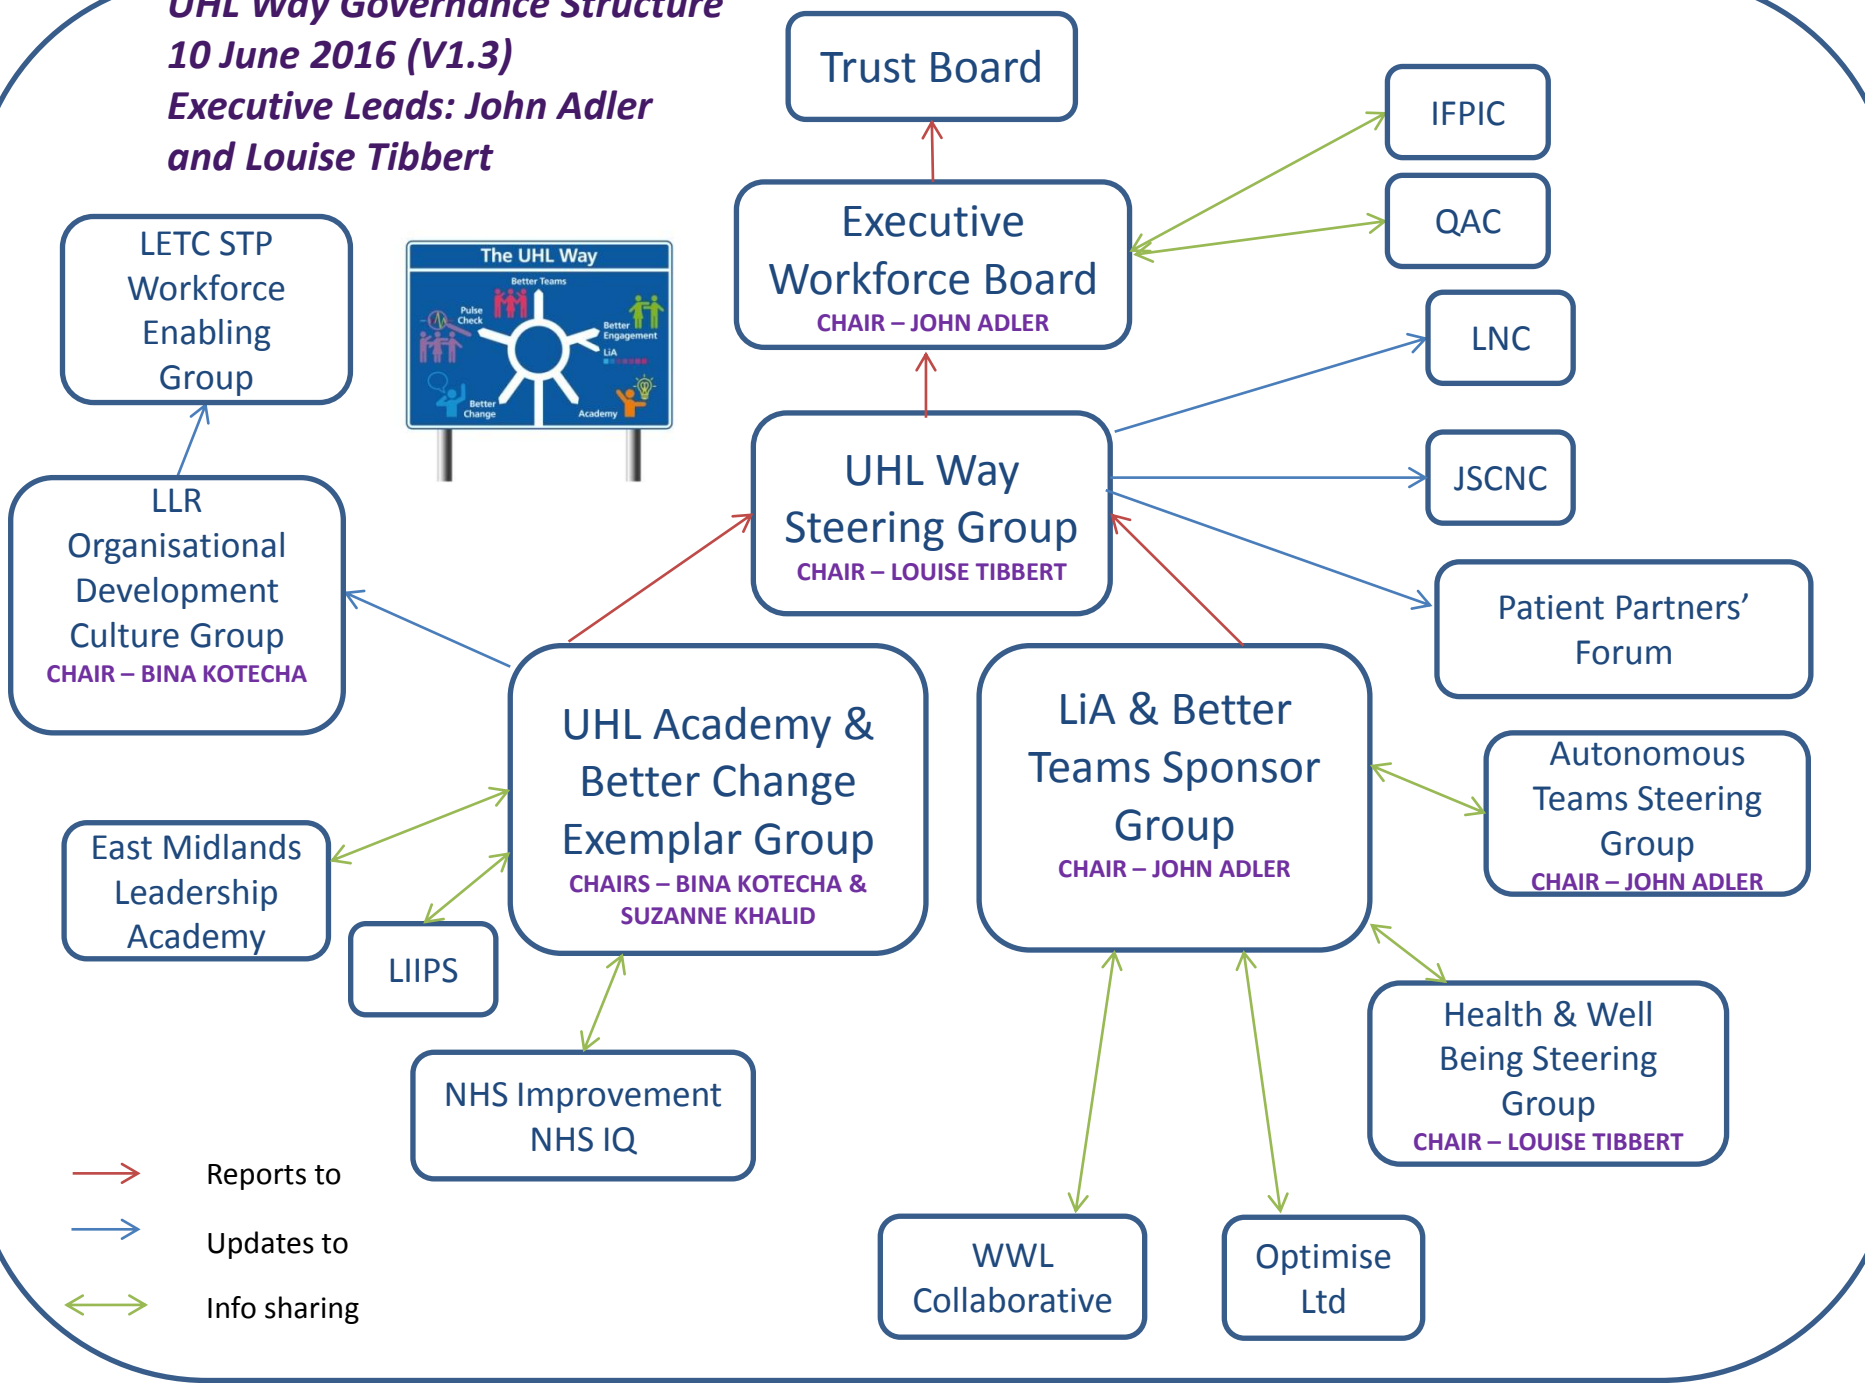 UHL Way Governance Structure
10 June 2016 (V1.3)
Executive Leads: John Adler
and Louise Tibbert
Trust Board
IFPIC
QAC
Executive
Workforce Board
CHAIR – JOHN ADLER
LETC STP
Workforce
Enabling
Group
The UHL Way
Better Teams
Pulse
Check
Better
Engagement
LiA
Better
Change
Academy
LNC
UHL Way
Steering Group
CHAIR – LOUISE TIBBERT
JSCNC
LLR
Organisational
Development
Culture Group
CHAIR – BINA KOTECHA
Patient Partners’
Forum
UHL Academy &
Better Change
Exemplar Group
CHAIRS – BINA KOTECHA &
SUZANNE KHALID
LiA & Better
Teams Sponsor
Group
CHAIR – JOHN ADLER
Autonomous
Teams Steering
Group
CHAIR – JOHN ADLER
East Midlands
Leadership
Academy
LIIPS
Health & Well
Being Steering
Group
CHAIR – LOUISE TIBBERT
NHS Improvement
NHS IQ
WWL
Collaborative
Optimise
Ltd
Reports to
Updates to
Info sharing